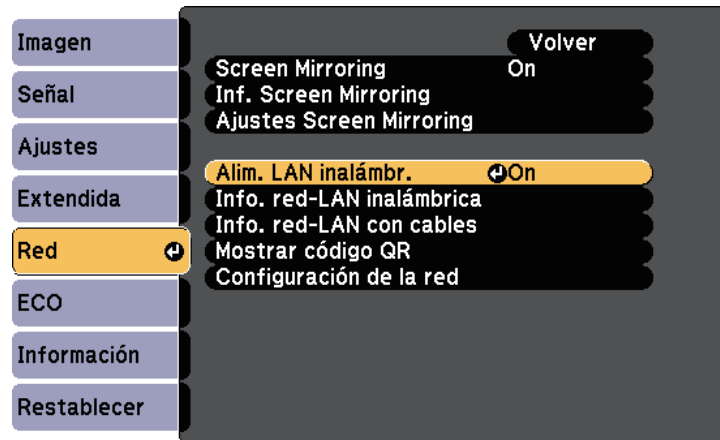 Imagen
Señal
Ajustes
Extendida
Red
ECO
Información
Restablecer
Volver
Screen Mirroring On
Inf. Screen Mirroring
Ajustes Screen Mirroring
Alim. LAN inalámbr. On
Info. red-LAN inalámbrica
Info. red-LAN con cables
Mostrar código QR
Configuración de la red